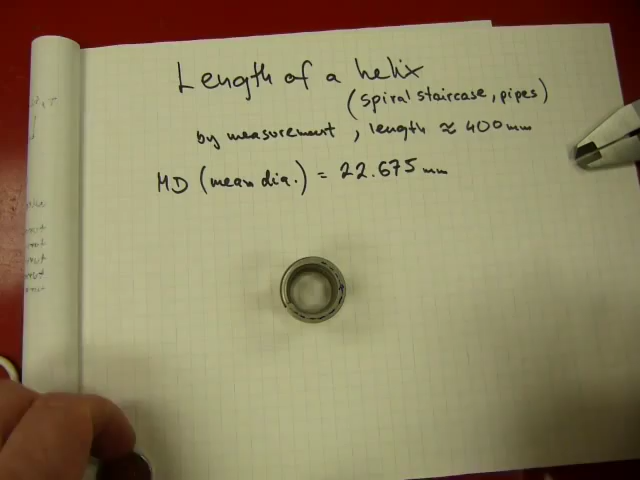 Length of a helix
(spiral staircase, pipes)
by measurement, length ≈ 400 mm
MD (mean dia.) = 22.675 mm